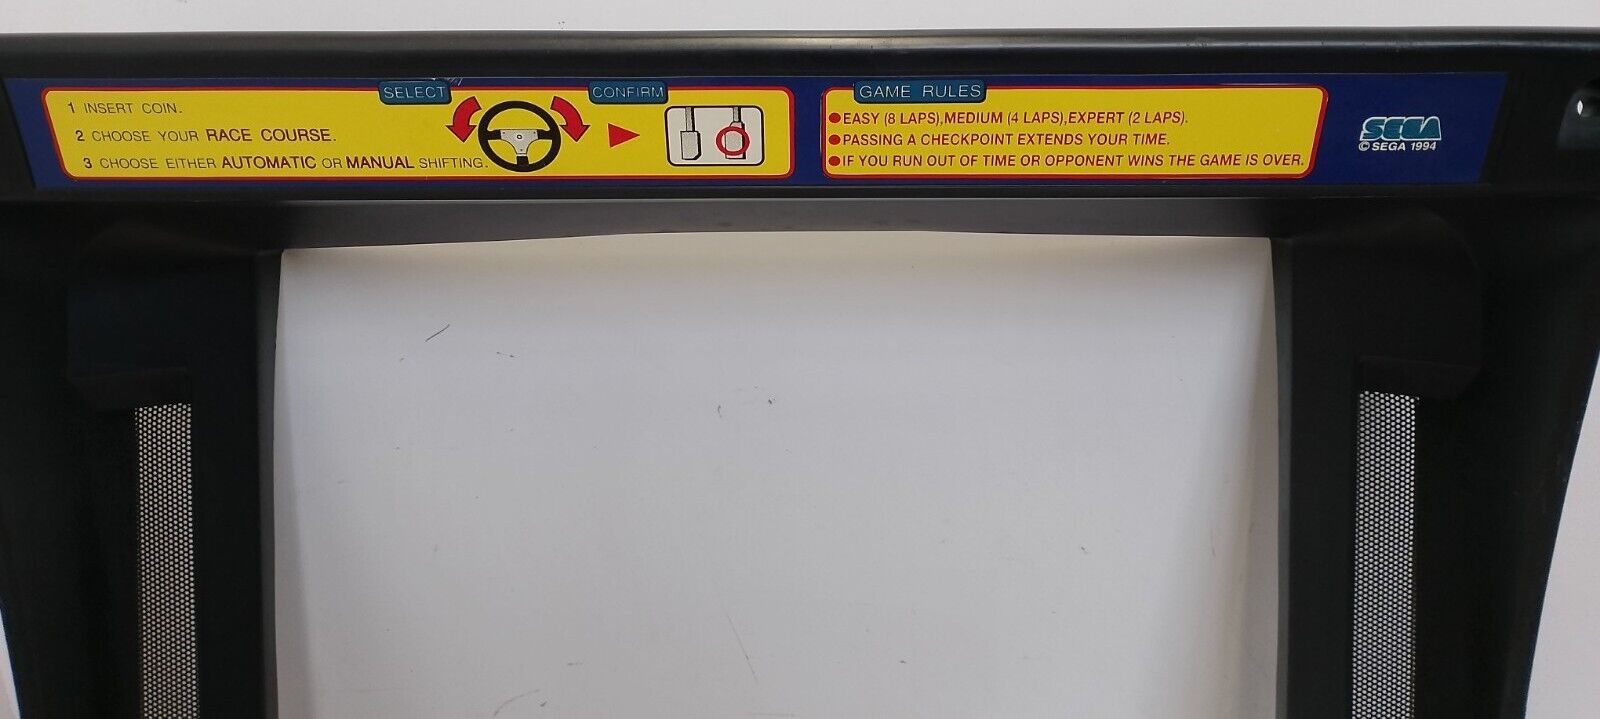 1 INSERT COIN.
2 CHOOSE YOUR RACE COURSE.
3 CHOOSE EITHER AUTOMATIC OR MANUAL SHIFTING.
SELECT
CONFIRM
GAME RULES
●EASY (8 LAPS),MEDIUM (4 LAPS),EXPERT (2 LAPS).
●PASSING A CHECKPOINT EXTENDS YOUR TIME.
●IF YOU RUN OUT OF TIME OR OPPONENT WINS THE GAME IS OVER.
SEGA
© SEGA 1994